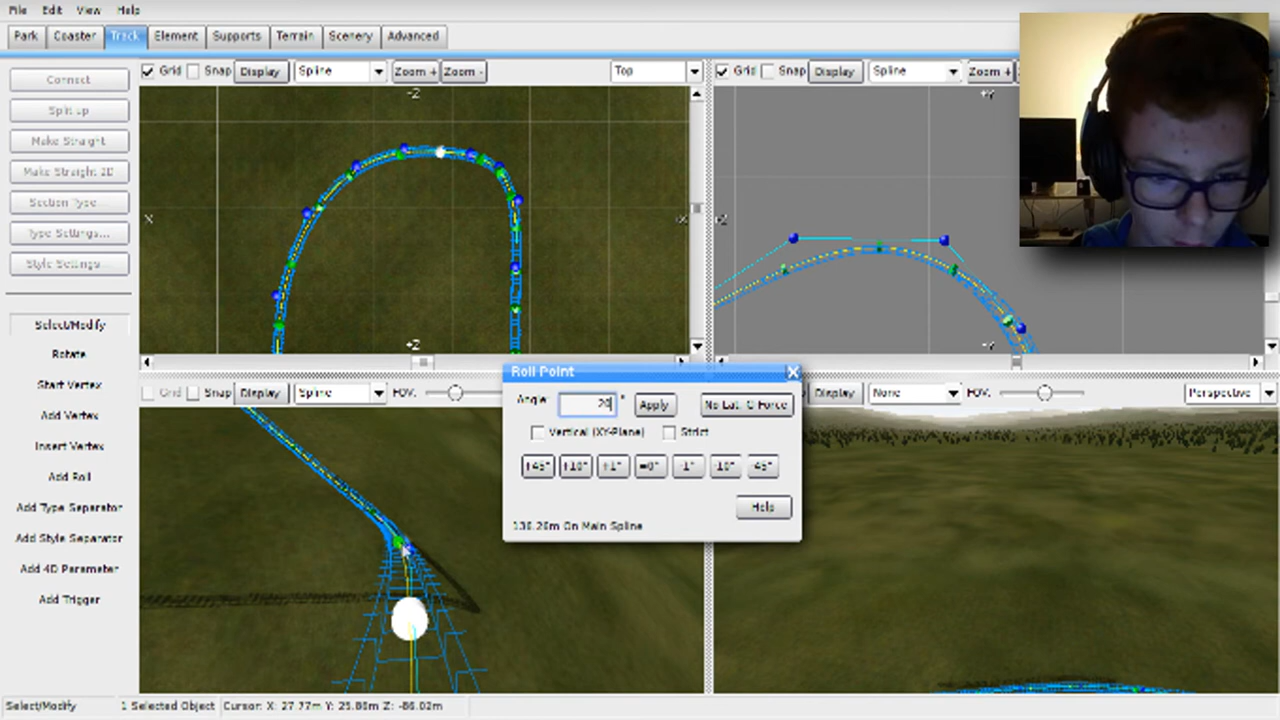 File Edit View Help
Park Coaster Track Element Supports Terrain Scenery Advanced
Connect
Split up
Make Straight
Make Straight 2D
Section Type...
Type Settings...
Style Settings...
Select/Modify
Rotate
Start Vertex
Add Vertex
Insert Vertex
Add Roll
Add Type Separator
Add Style Separator
Add 4D Parameter
Add Trigger
Grid Snap Display Spline Zoom + Zoom - Top
-Z
X
+Z
Grid Snap Display Spline Zoom +
+Y
-Y
Grid Snap Display Spline FOV:
Display None FOV: Perspective
Roll Point
Angle: 20 ° Apply No Lat. G Force
Vertical (XY-Plane) Strict
+45° +10° +1° =0° -1° -10° -45°
Help
136.26m On Main Spline
Select/Modify 1 Selected Object Cursor: X: 27.77m Y: 25.86m Z: -86.02m